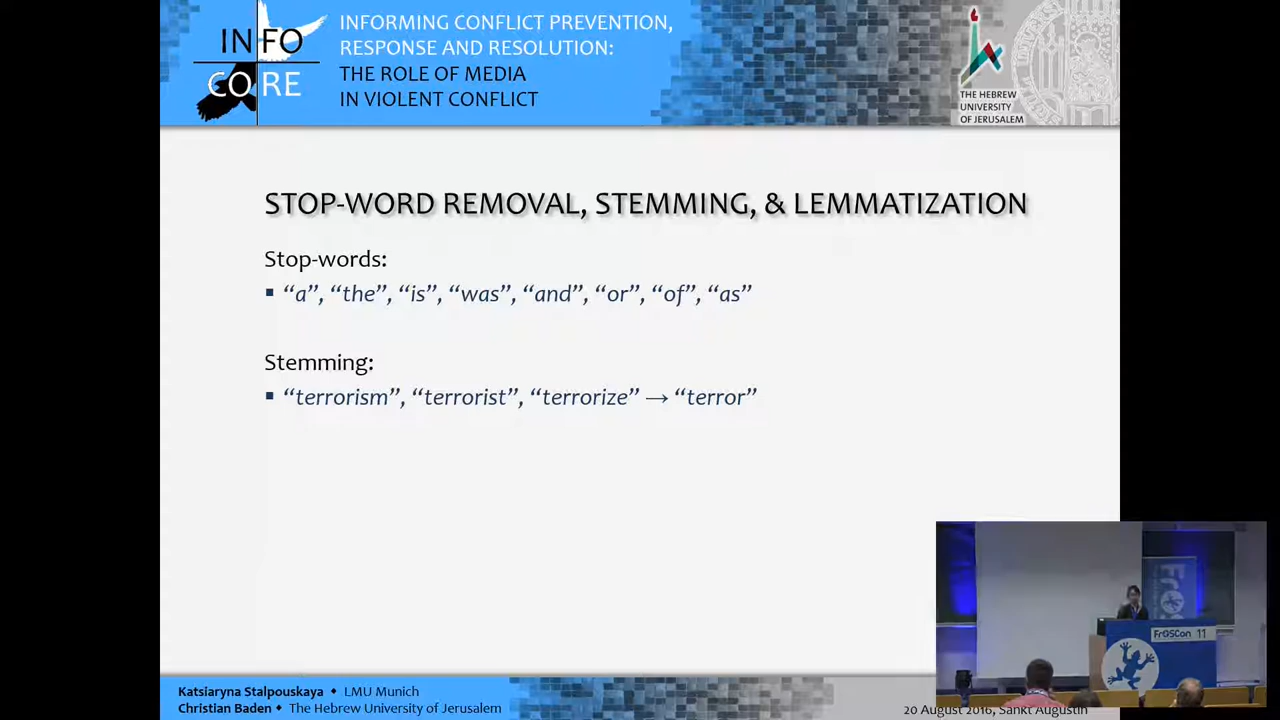 INFO
CORE
INFORMING CONFLICT PREVENTION,
RESPONSE AND RESOLUTION:
THE ROLE OF MEDIA
IN VIOLENT CONFLICT
THE HEBREW
UNIVERSITY
OF JERUSALEM
STOP-WORD REMOVAL, STEMMING, & LEMMATIZATION
Stop-words:
▪ “a”, “the”, “is”, “was”, “and”, “or”, “of”, “as”
Stemming:
▪ “terrorism”, “terrorist”, “terrorize” → “terror”
FrOSCon 11
Katsiaryna Stalpouskaya ♦ LMU Munich
Christian Baden ♦ The Hebrew University of Jerusalem
20 August 2016, Sankt Augustin